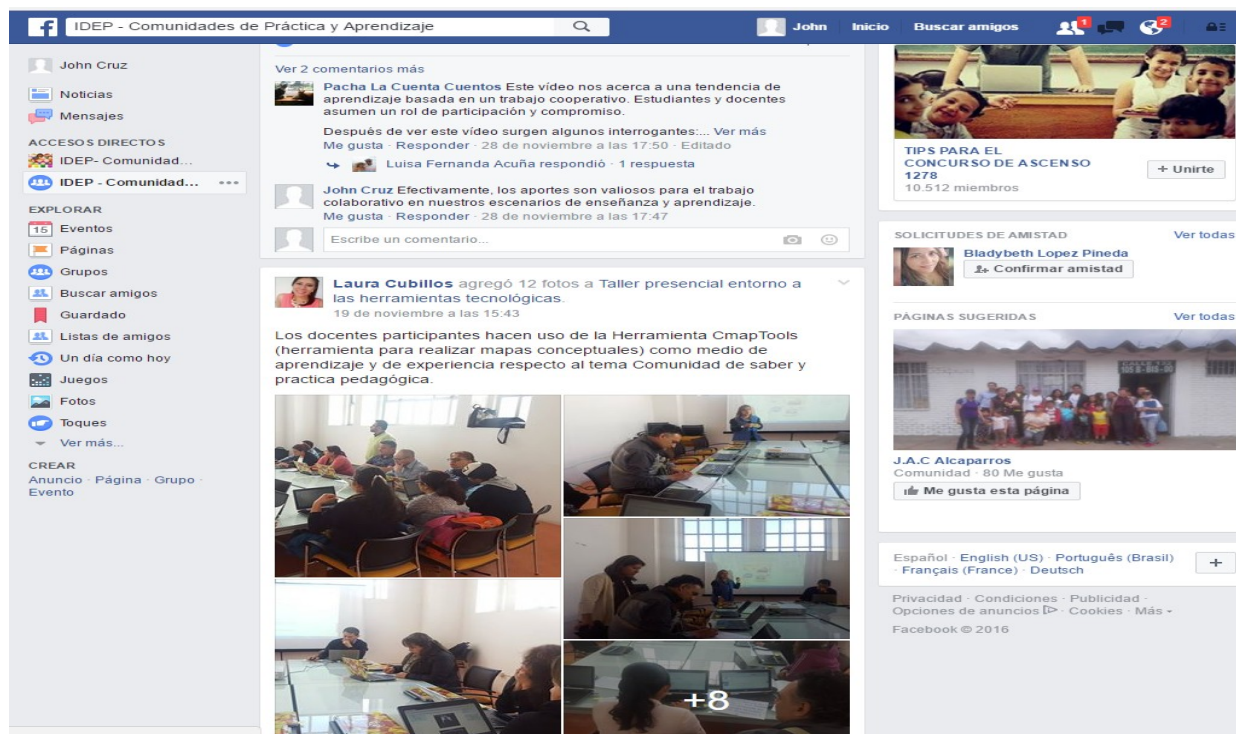 IDEP - Comunidades de Práctica y Aprendizaje
John
Inicio
Buscar amigos
1
2
John Cruz
Noticias
Mensajes
ACCESOS DIRECTOS
IDEP- Comunidad...
IDEP - Comunidad...
EXPLORAR
15 Eventos
Páginas
Grupos
Buscar amigos
Guardado
Listas de amigos
Un día como hoy
Juegos
Fotos
Toques
Ver más...
CREAR
Anuncio · Página · Grupo ·
Evento
Ver 2 comentarios más
Pacha La Cuenta Cuentos Este vídeo nos acerca a una tendencia de
aprendizaje basada en un trabajo cooperativo. Estudiantes y docentes
asumen un rol de participación y compromiso.
Después de ver este vídeo surgen algunos interrogantes:... Ver más
Me gusta · Responder · 28 de noviembre a las 17:50 · Editado
Luisa Fernanda Acuña respondió · 1 respuesta
John Cruz Efectivamente, los aportes son valiosos para el trabajo
colaborativo en nuestros escenarios de enseñanza y aprendizaje.
Me gusta · Responder · 28 de noviembre a las 17:47
Escribe un comentario...
Laura Cubillos agregó 12 fotos a Taller presencial entorno a
las herramientas tecnológicas.
19 de noviembre a las 15:43
Los docentes participantes hacen uso de la Herramienta CmapTools
(herramienta para realizar mapas conceptuales) como medio de
aprendizaje y de experiencia respecto al tema Comunidad de saber y
practica pedagógica.
+8
TIPS PARA EL
CONCURSO DE ASCENSO
1278
10.512 miembros
+ Unirte
SOLICITUDES DE AMISTAD
Ver todas
Bladybeth Lopez Pineda
Confirmar amistad
PÁGINAS SUGERIDAS
Ver todas
J.A.C Alcaparros
Comunidad · 80 Me gusta
Me gusta esta página
Español · English (US) · Português (Brasil)
· Français (France) · Deutsch
+
Privacidad · Condiciones · Publicidad ·
Opciones de anuncios · Cookies · Más
Facebook © 2016